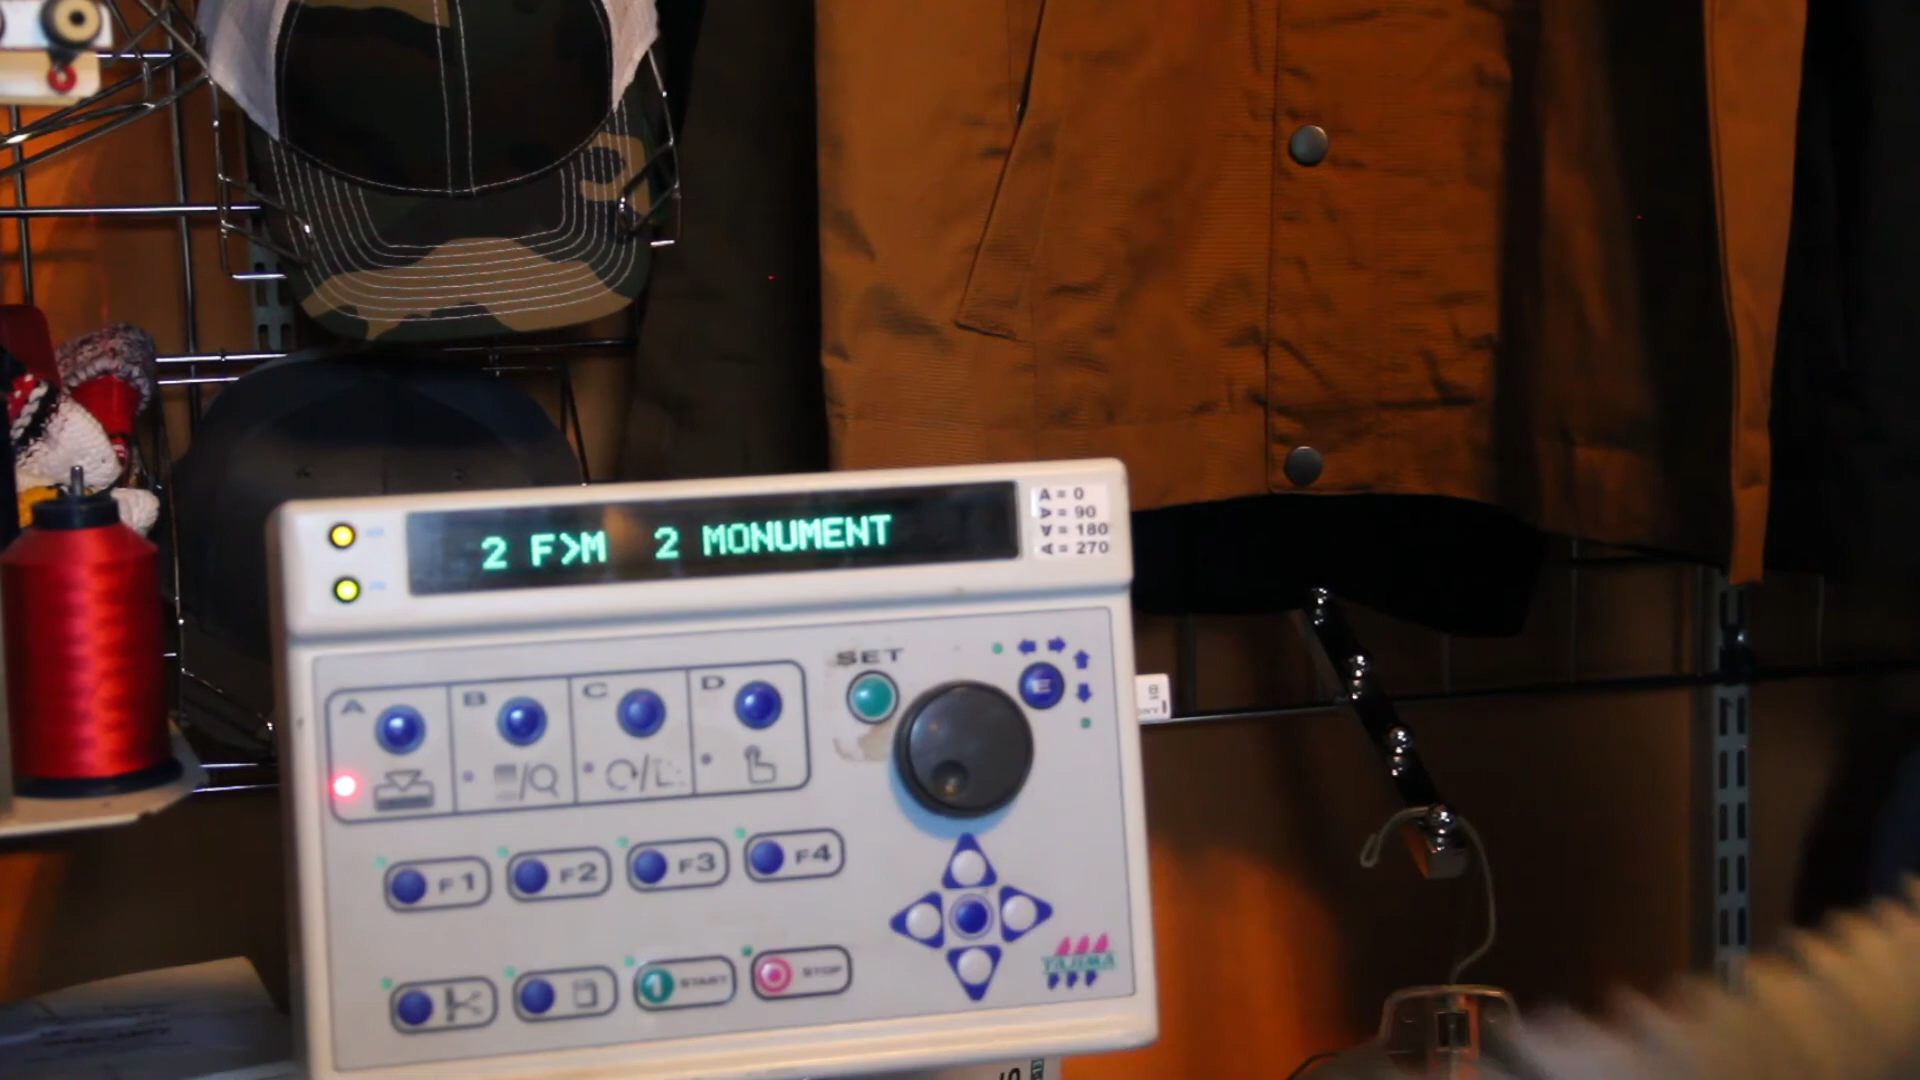 2 F>M 2 MONUMENT
A = 0
ᗒ = 90
∀ = 180
ᗕ = 270
SET
E
A B C D
F1 F2 F3 F4
START STOP
TAJIMA